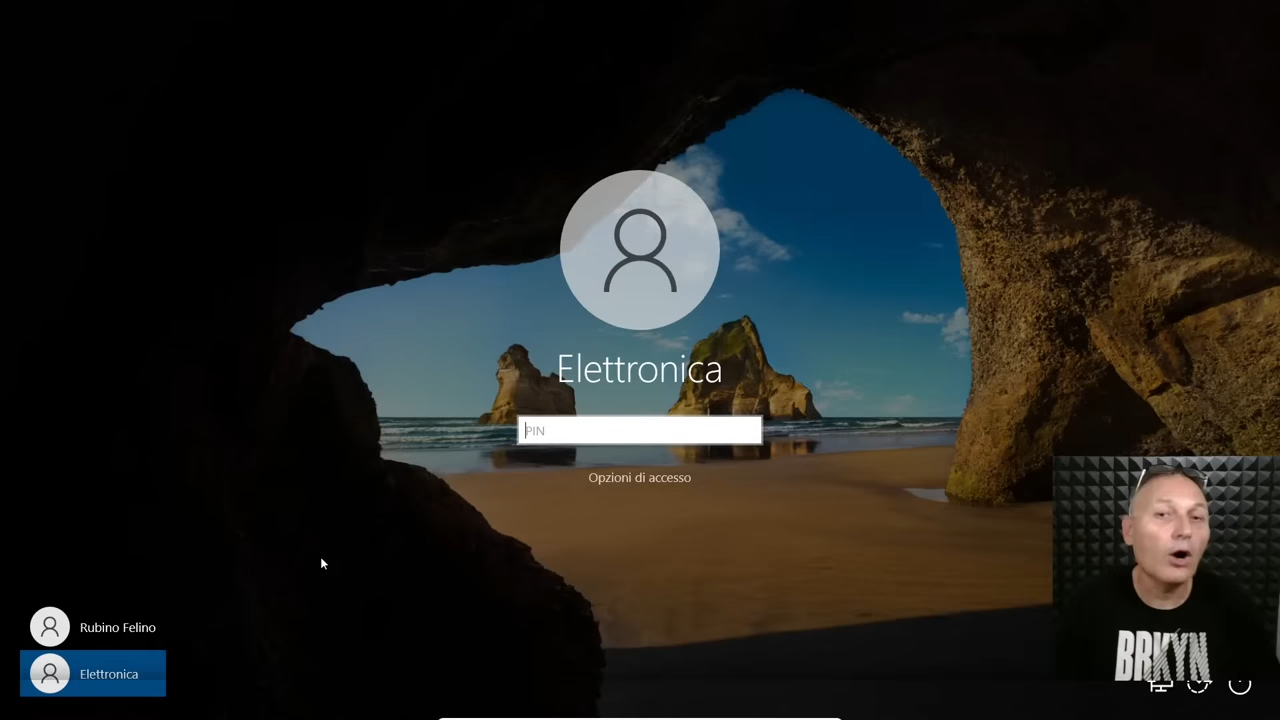 Elettronica
PIN
Opzioni di accesso
Rubino Felino
Elettronica
BRKYN